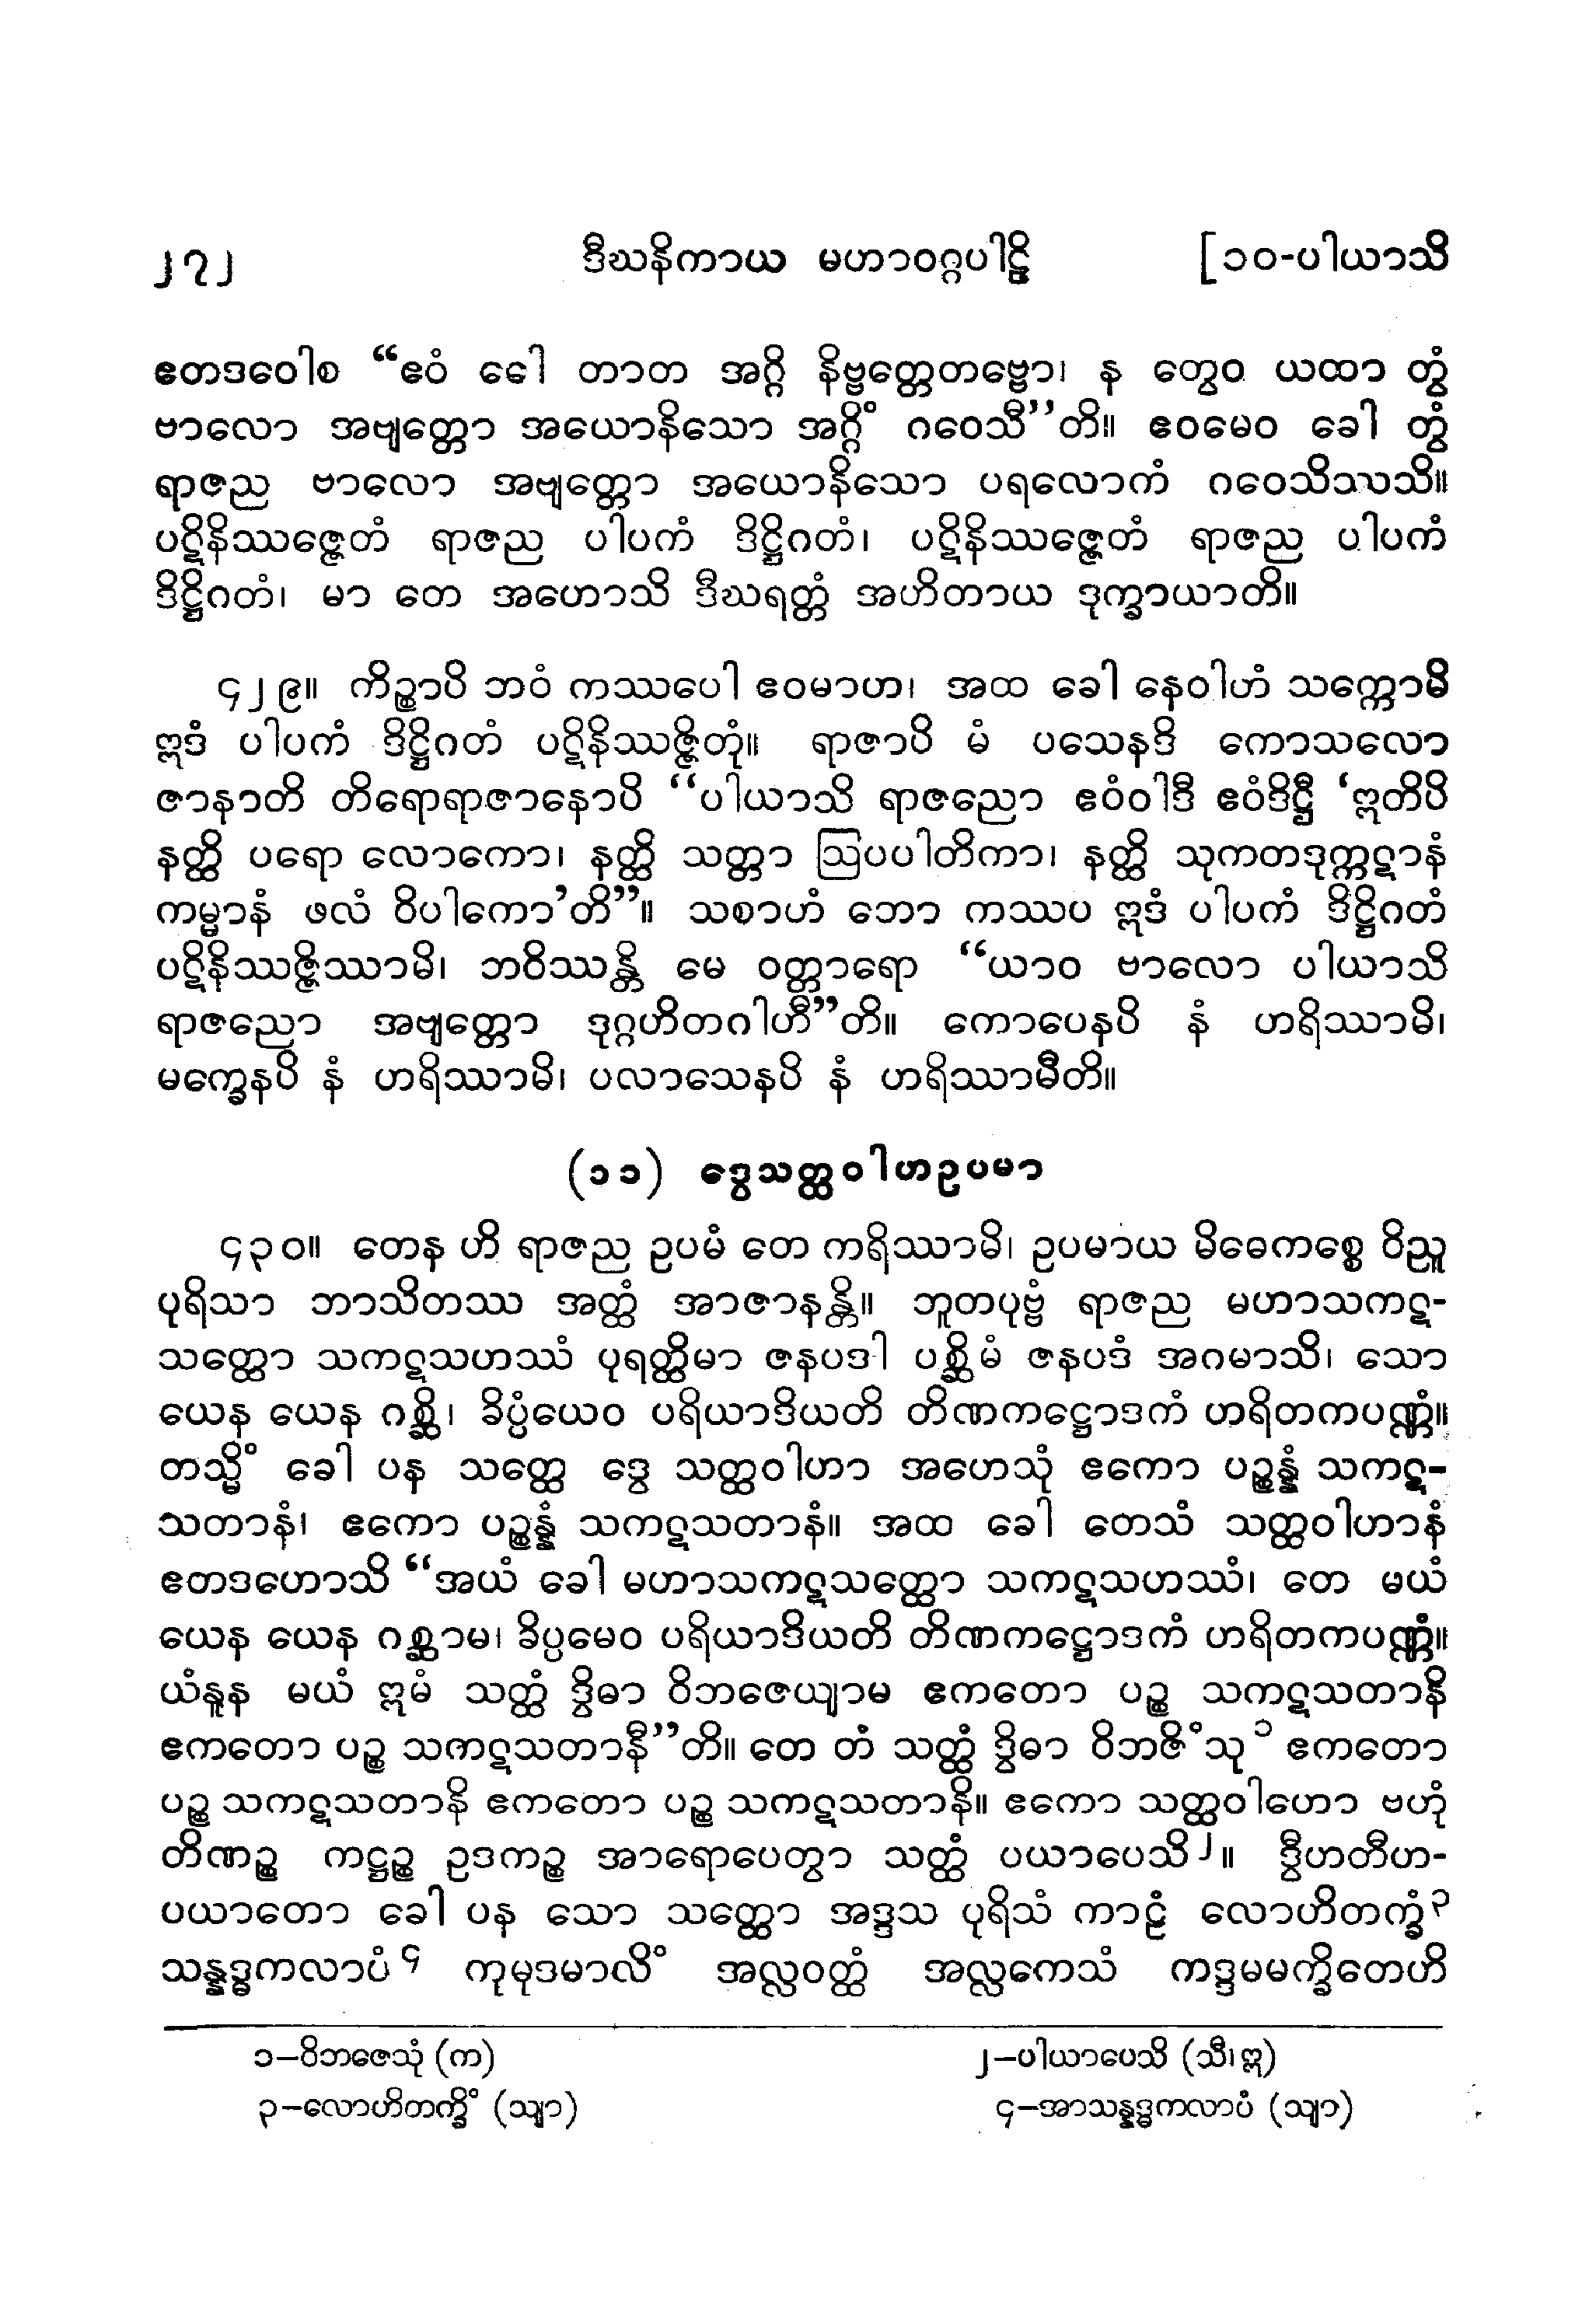 ၂၇၂ ဒီဃနိကာယ မဟာဝဂ္ဂပါဠိ [၁၀-ပါယာသိ
ဧတဒဝေါစ “ဧဝံ ခေါ တာတ အဂ္ဂိ နိဗ္ဗတ္တေတဗ္ဗော၊ န တွေဝ ယထာ တွံ
ဗာလော အဗျတ္တော အယောနိသော အဂ္ဂိံ ဂဝေသီ”တိ။ ဧဝမေဝ ခေါ တွံ
ရာဇည ဗာလော အဗျတ္တော အယောနိသော ပရလောကံ ဂဝေသိဿသိ။
ပဋိနိဿဇ္ဇေတံ ရာဇည ပါပကံ ဒိဋ္ဌိဂတံ၊ ပဋိနိဿဇ္ဇေတံ ရာဇည ပါပကံ
ဒိဋ္ဌိဂတံ၊ မာ တေ အဟောသိ ဒီဃရတ္တံ အဟိတာယ ဒုက္ခာယာတိ။
၄၂၉။ ကိဉ္စာပိ ဘဝံ ကဿပေါ ဧဝမာဟ၊ အထ ခေါ နေဝါဟံ သက္ကောမိ
ဣဒံ ပါပကံ ဒိဋ္ဌိဂတံ ပဋိနိဿဇ္ဇိတုံ။ ရာဇာပိ မံ ပသေနဒိ ကောသလော
ဇာနာတိ တိရောရာဇာနောပိ “ပါယာသိ ရာဇညော ဧဝံဝါဒီ ဧဝံဒိဋ္ဌီ ‘ဣတိပိ
နတ္ထိ ပရော လောကော၊ နတ္ထိ သတ္တာ ဩပပါတိကာ၊ နတ္ထိ သုကတဒုက္ကဋာနံ
ကမ္မာနံ ဖလံ ဝိပါကော’တိ”။ သစာဟံ ဘော ကဿပ ဣဒံ ပါပကံ ဒိဋ္ဌိဂတံ
ပဋိနိဿဇ္ဇိဿာမိ၊ ဘဝိဿန္တိ မေ ဝတ္တာရော “ယာဝ ဗာလော ပါယာသိ
ရာဇညော အဗျတ္တော ဒုဂ္ဂဟိတဂါဟီ”တိ။ ကောပေနပိ နံ ဟရိဿာမိ၊
မက္ခေနပိ နံ ဟရိဿာမိ၊ ပလာသေနပိ နံ ဟရိဿာမီတိ။
(၁၁) ဒွေသတ္ထဝါဟဥပမာ
၄၃၀။ တေန ဟိ ရာဇည ဥပမံ တေ ကရိဿာမိ၊ ဥပမာယ မိဓေကစ္စေ ဝိညူ
ပုရိသာ ဘာသိတဿ အတ္ထံ အာဇာနန္တိ။ ဘူတပုဗ္ဗံ ရာဇည မဟာသကဋ-
သတ္ထော သကဋသဟဿံ ပုရတ္ထိမာ ဇနပဒါ ပစ္ဆိမံ ဇနပဒံ အဂမာသိ၊ သော
ယေန ယေန ဂစ္ဆိ၊ ခိပ္ပံယေဝ ပရိယာဒိယတိ တိဏကဋ္ဌောဒကံ ဟရိတကပဏ္ဏံ။
တသ္မိံ ခေါ ပန သတ္ထေ ဒွေ သတ္ထဝါဟာ အဟေသုံ ဧကော ပဉ္စန္နံ သကဋ-
သတာနံ၊ ဧကော ပဉ္စန္နံ သကဋသတာနံ။ အထ ခေါ တေသံ သတ္ထဝါဟာနံ
ဧတဒဟောသိ “အယံ ခေါ မဟာသကဋသတ္ထော သကဋသဟဿံ၊ တေ မယံ
ယေန ယေန ဂစ္ဆာမ၊ ခိပ္ပမေဝ ပရိယာဒိယတိ တိဏကဋ္ဌောဒကံ ဟရိတကပဏ္ဏံ။
ယံနူန မယံ ဣမံ သတ္ထံ ဒွိဓာ ဝိဘဇေယျာမ ဧကတော ပဉ္စ သကဋသတာနိ
ဧကတော ပဉ္စ သကဋသတာနီ”တိ။ တေ တံ သတ္ထံ ဒွိဓာ ဝိဘဇိံသု ၁ ဧကတော
ပဉ္စ သကဋသတာနိ ဧကတော ပဉ္စ သကဋသတာနိ။ ဧကော သတ္ထဝါဟော ဗဟုံ
တိဏဉ္စ ကဋ္ဌဉ္စ ဥဒကဉ္စ အာရောပေတွာ သတ္ထံ ပယာပေသိ၂။ ဒွီဟတီဟ-
ပယာတော ခေါ ပန သော သတ္ထော အဒ္ဒသ ပုရိသံ ကာဠံ လောဟိတက္ခံ၃
သန္နဒ္ဓကလာပံ၄ ကုမုဒမာလိံ အလ္လဝတ္ထံ အလ္လကေသံ ကဒ္ဒမမက္ခိတေဟိ
၁–ဝိဘဇေသုံ (က) ၂–ပါယာပေသိ (သီ၊ ဣ)
၃–လောဟိတက္ခိံ (သျာ) ၄–အာသန္နဒ္ဓကလာပံ (သျာ)